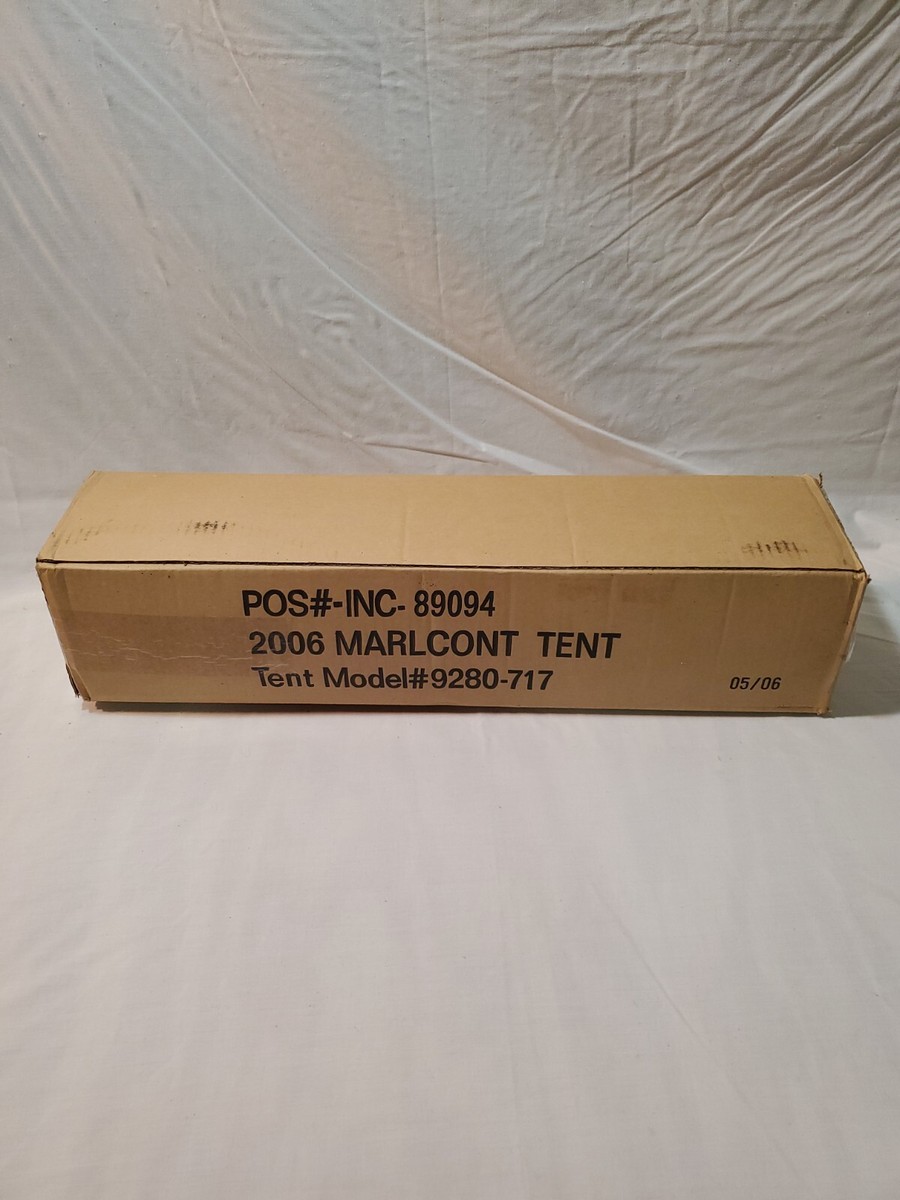 POS#-INC- 89094
2006 MARLCONT TENT
Tent Model#9280-717
05/06